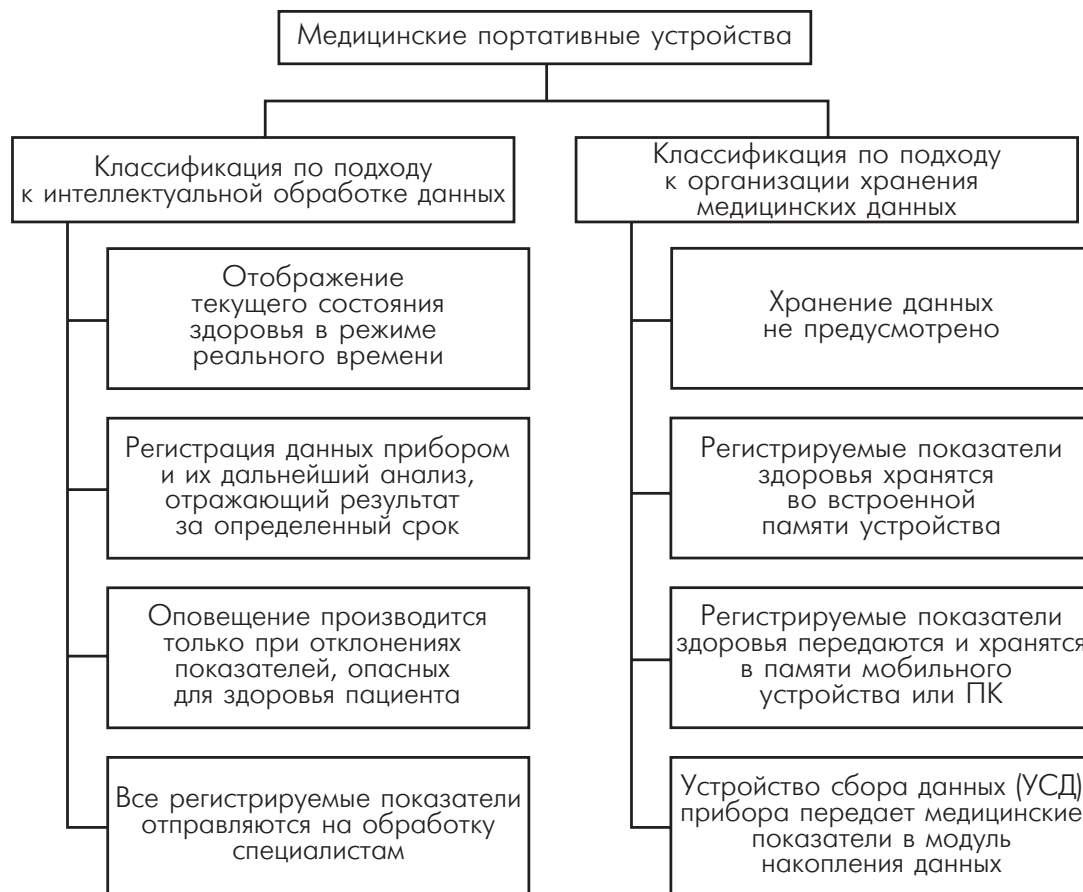 Медицинские портативные устройства
Классификация по подходу
к интеллектуальной обработке данных
Отображение
текущего состояния
здоровья в режиме
реального времени
Регистрация данных прибором
и их дальнейший анализ,
отражающий результат
за определенный срок
Оповещение производится
только при отклонениях
показателей, опасных
для здоровья пациента
Все регистрируемые показатели
отправляются на обработку
специалистам
Классификация по подходу
к организации хранения
медицинских данных
Хранение данных
не предусмотрено
Регистрируемые показатели
здоровья хранятся
во встроенной
памяти устройства
Регистрируемые показатели
здоровья передаются и хранятся
в памяти мобильного
устройства или ПК
Устройство сбора данных (УСД)
прибора передает медицинские
показатели в модуль
накопления данных